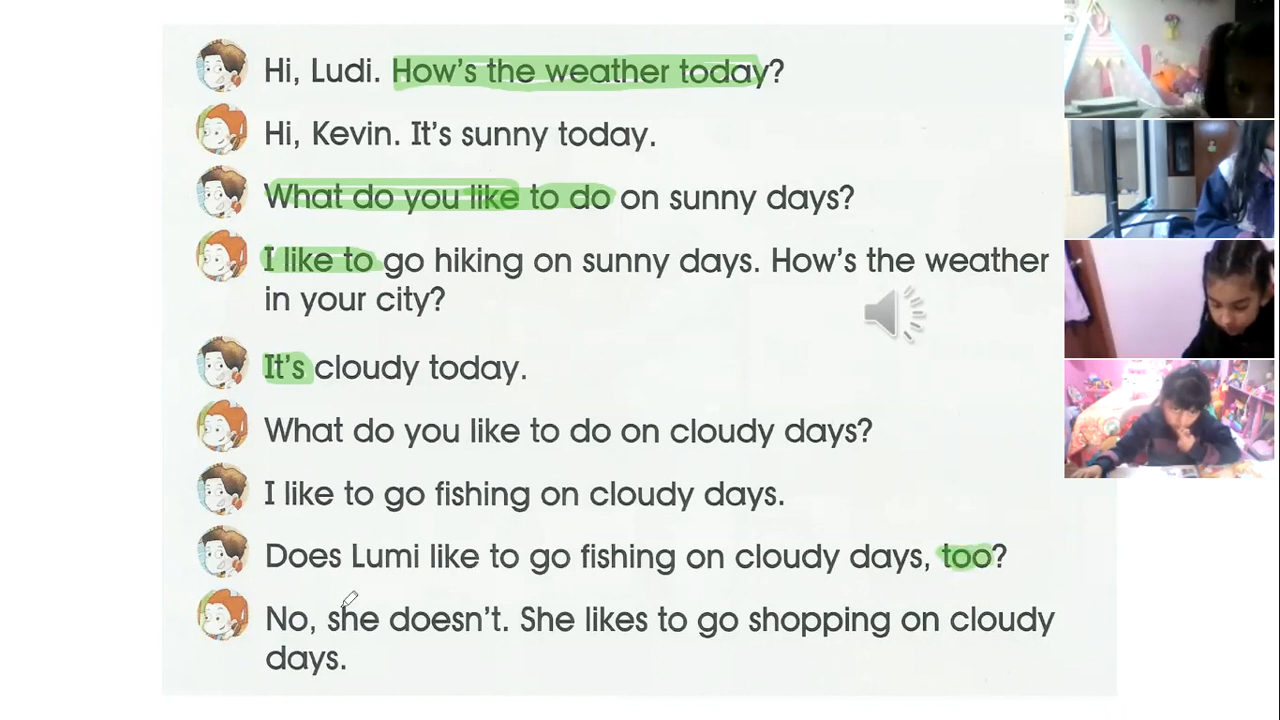 Hi, Ludi. How's the weather today?
Hi, Kevin. It's sunny today.
What do you like to do on sunny days?
I like to go hiking on sunny days. How's the weather
in your city?
It's cloudy today.
What do you like to do on cloudy days?
I like to go fishing on cloudy days.
Does Lumi like to go fishing on cloudy days, too?
No, she doesn't. She likes to go shopping on cloudy
days.